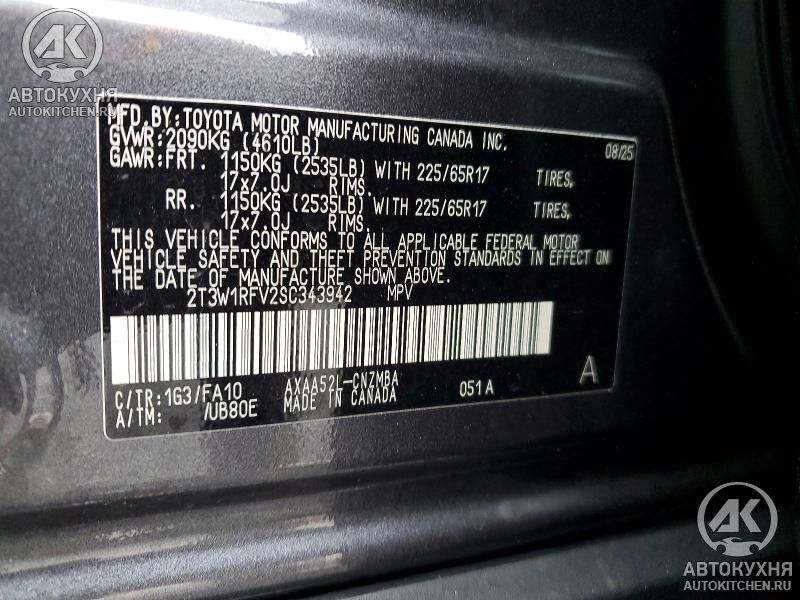 АК
АВТОКУХНЯ
AUTOKITCHEN.RU
MFD. BY: TOYOTA MOTOR MANUFACTURING CANADA INC.
GVWR: 2090KG (4610LB) 08/25
GAWR: FRT. 1150KG (2535LB) WITH 225/65R17 TIRES,
17x7.0J RIMS.
RR. 1150KG (2535LB) WITH 225/65R17 TIRES,
17x7.0J RIMS.
THIS VEHICLE CONFORMS TO ALL APPLICABLE FEDERAL MOTOR
VEHICLE SAFETY AND THEFT PREVENTION STANDARDS IN EFFECT ON
THE DATE OF MANUFACTURE SHOWN ABOVE.
2T3W1RFV2SC343942 MPV
C/TR: 1G3/FA10 AXAA52L-CNZMBA 051A A
A/TM: /UB80E MADE IN CANADA
АК
АВТОКУХНЯ
AUTOKITCHEN.RU